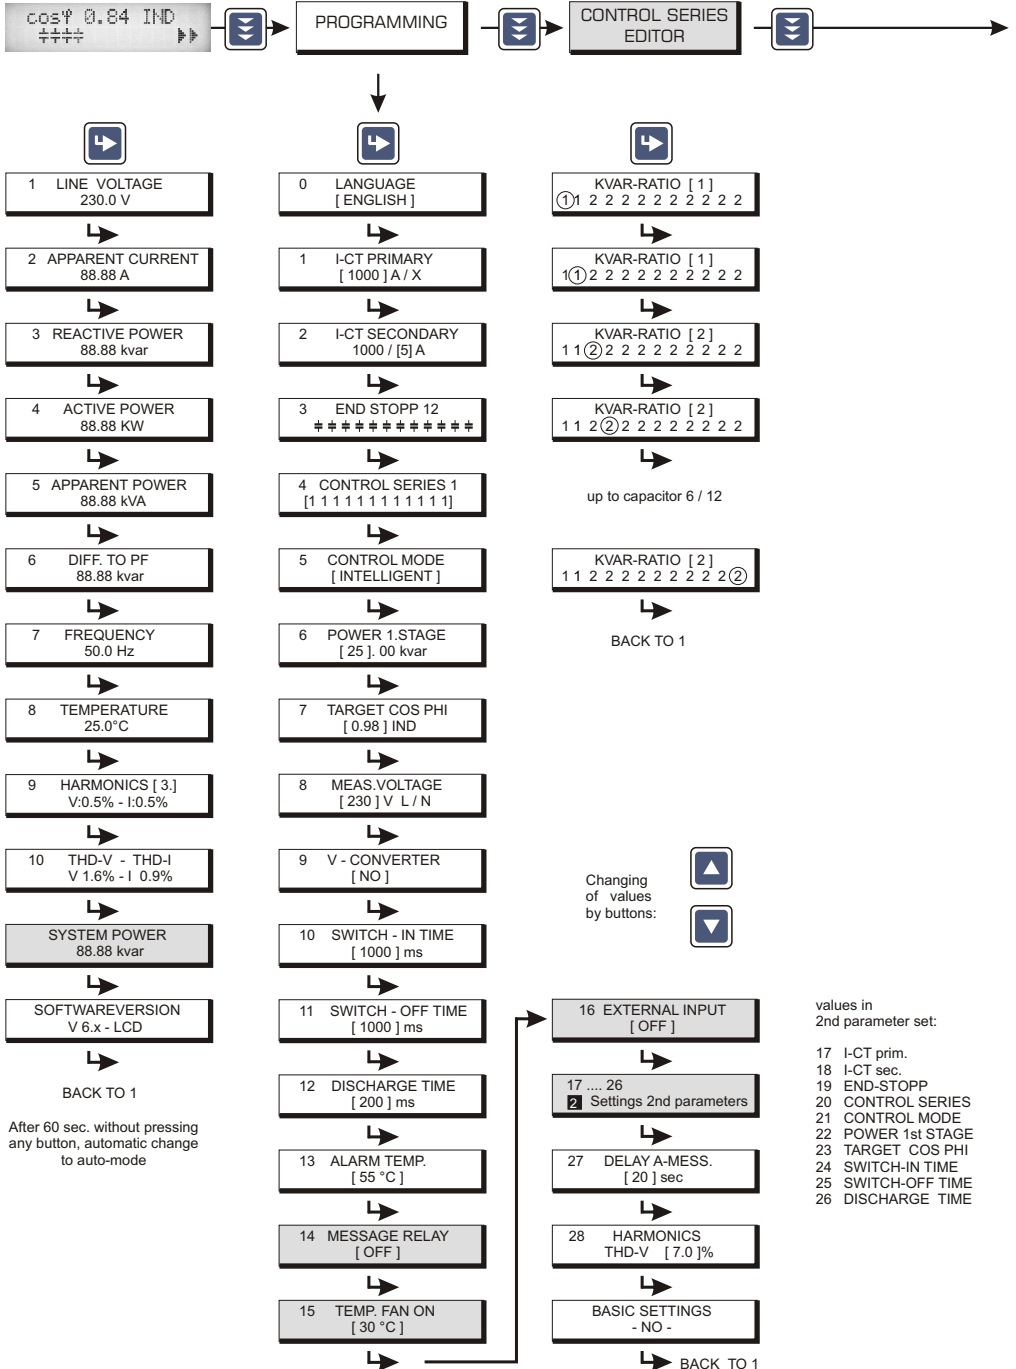 cosφ 0.84 IND
PROGRAMMING
CONTROL SERIES
EDITOR
1 LINE VOLTAGE
230.0 V
2 APPARENT CURRENT
88.88 A
3 REACTIVE POWER
88.88 kvar
4 ACTIVE POWER
88.88 KW
5 APPARENT POWER
88.88 kVA
6 DIFF. TO PF
88.88 kvar
7 FREQUENCY
50.0 Hz
8 TEMPERATURE
25.0°C
9 HARMONICS [ 3.]
V:0.5% - I:0.5%
10 THD-V - THD-I
V 1.6% - I 0.9%
SYSTEM POWER
88.88 kvar
SOFTWAREVERSION
V 6.x - LCD
BACK TO 1
After 60 sec. without pressing
any button, automatic change
to auto-mode
0 LANGUAGE
[ ENGLISH ]
1 I-CT PRIMARY
[ 1000 ] A / X
2 I-CT SECONDARY
1000 / [5] A
3 END STOPP 12
4 CONTROL SERIES 1
[1 1 1 1 1 1 1 1 1 1 1 1]
5 CONTROL MODE
[ INTELLIGENT ]
6 POWER 1.STAGE
[ 25 ]. 00 kvar
7 TARGET COS PHI
[ 0.98 ] IND
8 MEAS.VOLTAGE
[ 230 ] V L / N
9 V - CONVERTER
[ NO ]
10 SWITCH - IN TIME
[ 1000 ] ms
11 SWITCH - OFF TIME
[ 1000 ] ms
12 DISCHARGE TIME
[ 200 ] ms
13 ALARM TEMP.
[ 55 °C ]
14 MESSAGE RELAY
[ OFF ]
15 TEMP. FAN ON
[ 30 °C ]
KVAR-RATIO [ 1 ]
1 1 2 2 2 2 2 2 2 2 2 2
KVAR-RATIO [ 1 ]
1 1 2 2 2 2 2 2 2 2 2 2
KVAR-RATIO [ 2 ]
1 1 2 2 2 2 2 2 2 2 2 2
KVAR-RATIO [ 2 ]
1 1 2 2 2 2 2 2 2 2 2 2
up to capacitor 6 / 12
KVAR-RATIO [ 2 ]
1 1 2 2 2 2 2 2 2 2 2 2
BACK TO 1
Changing
of values
by buttons:
16 EXTERNAL INPUT
[ OFF ]
17 .... 26
2 Settings 2nd parameters
27 DELAY A-MESS.
[ 20 ] sec
28 HARMONICS
THD-V [ 7.0 ]%
BASIC SETTINGS
- NO -
BACK TO 1
values in
2nd parameter set:
17 I-CT prim.
18 I-CT sec.
19 END-STOPP
20 CONTROL SERIES
21 CONTROL MODE
22 POWER 1st STAGE
23 TARGET COS PHI
24 SWITCH-IN TIME
25 SWITCH-OFF TIME
26 DISCHARGE TIME